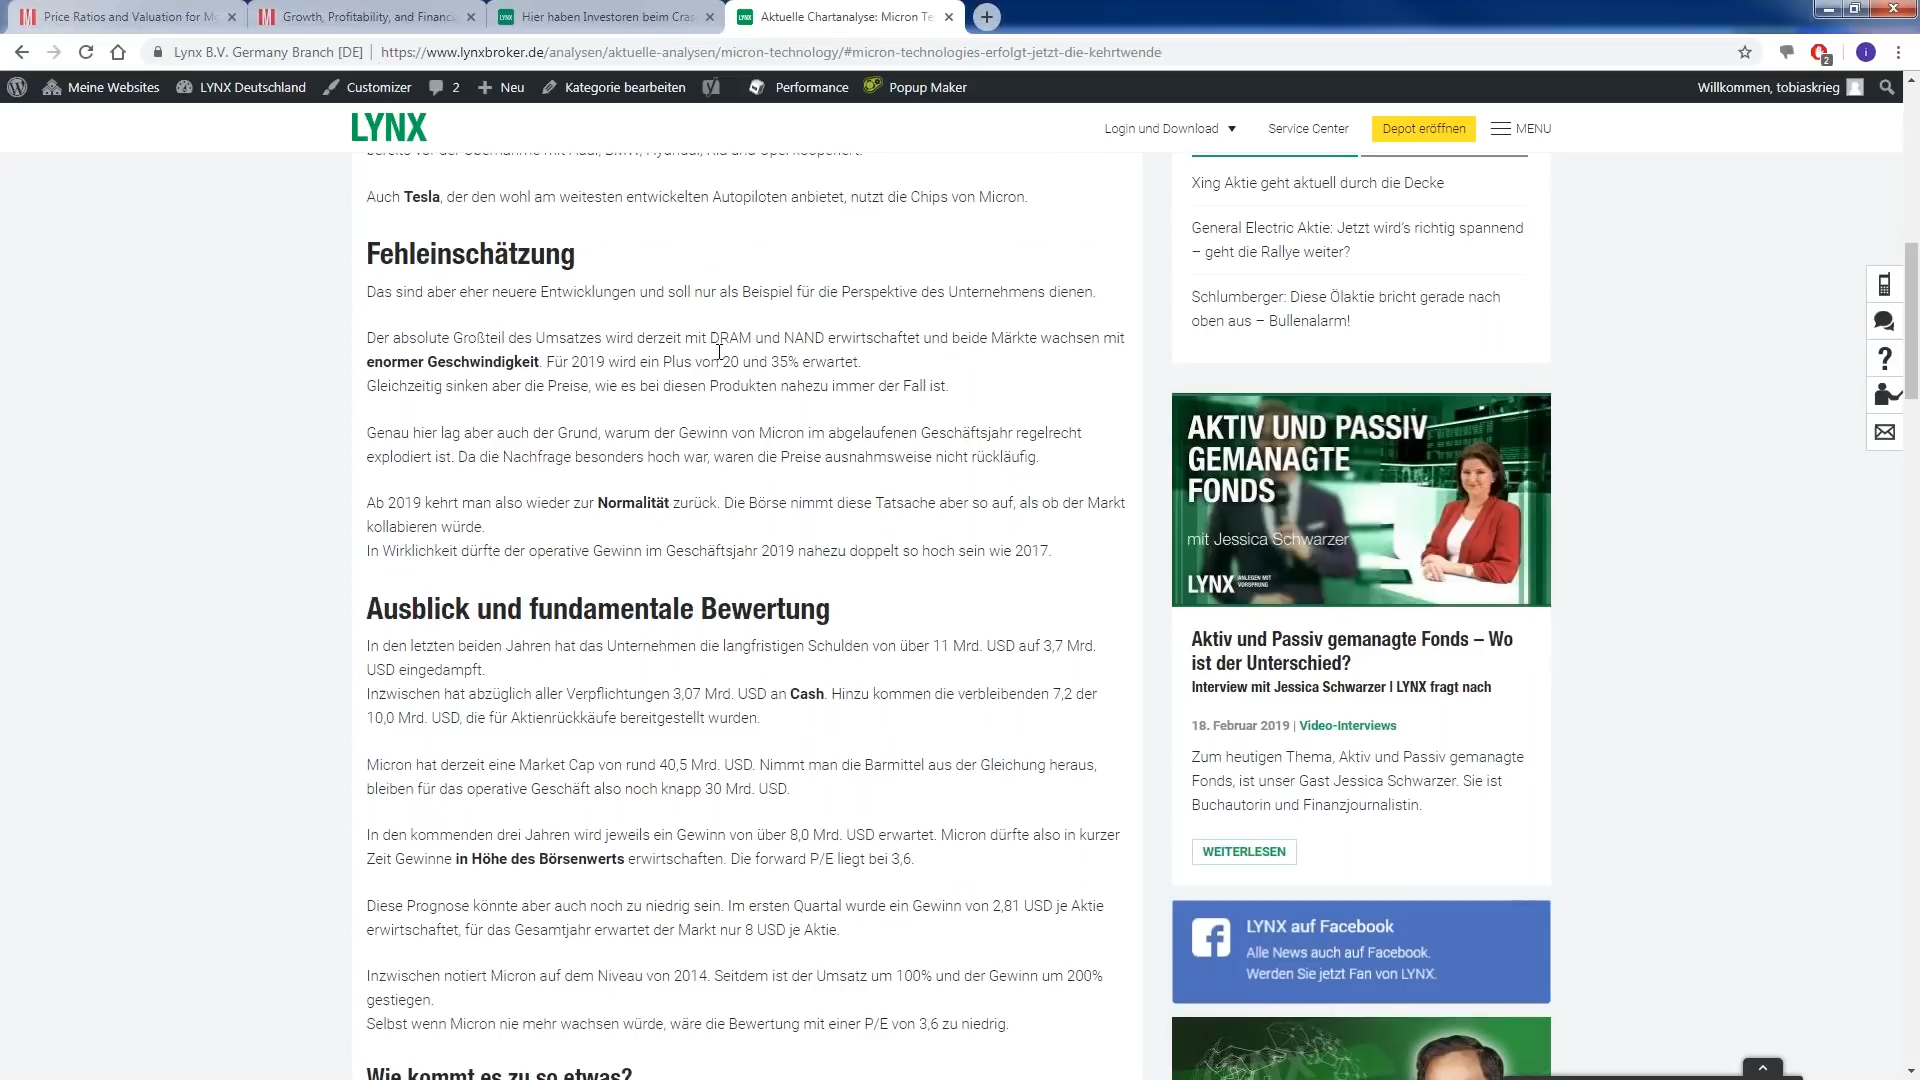 Price Ratios and Valuation for M
Growth, Profitability, and Financi
Hier haben Investoren beim Cras
Aktuelle Chartanalyse: Micron Te
Lynx B.V. Germany Branch [DE]
https://www.lynxbroker.de/analysen/aktuelle-analysen/micron-technology/#micron-technologies-erfolgt-jetzt-die-kehrtwende
2
Meine Websites
LYNX Deutschland
Customizer
2
Neu
Kategorie bearbeiten
Performance
Popup Maker
Willkommen, tobiaskrieg
LYNX
Login und Download
Service Center
Depot eröffnen
MENU
bereits vor der Übernahme mit Audi, BMW, Hyundai, Kia und Opel kooperiert.
Auch Tesla, der den wohl am weitesten entwickelten Autopiloten anbietet, nutzt die Chips von Micron.
Fehleinschätzung
Das sind aber eher neuere Entwicklungen und soll nur als Beispiel für die Perspektive des Unternehmens dienen.
Der absolute Großteil des Umsatzes wird derzeit mit DRAM und NAND erwirtschaftet und beide Märkte wachsen mit
enormer Geschwindigkeit. Für 2019 wird ein Plus von 20 und 35% erwartet.
Gleichzeitig sinken aber die Preise, wie es bei diesen Produkten nahezu immer der Fall ist.
Genau hier lag aber auch der Grund, warum der Gewinn von Micron im abgelaufenen Geschäftsjahr regelrecht
explodiert ist. Da die Nachfrage besonders hoch war, waren die Preise ausnahmsweise nicht rückläufig.
Ab 2019 kehrt man also wieder zur Normalität zurück. Die Börse nimmt diese Tatsache aber so auf, als ob der Markt
kollabieren würde.
In Wirklichkeit dürfte der operative Gewinn im Geschäftsjahr 2019 nahezu doppelt so hoch sein wie 2017.
Ausblick und fundamentale Bewertung
In den letzten beiden Jahren hat das Unternehmen die langfristigen Schulden von über 11 Mrd. USD auf 3,7 Mrd.
USD eingedampft.
Inzwischen hat abzüglich aller Verpflichtungen 3,07 Mrd. USD an Cash. Hinzu kommen die verbleibenden 7,2 der
10,0 Mrd. USD, die für Aktienrückkäufe bereitgestellt wurden.
Micron hat derzeit eine Market Cap von rund 40,5 Mrd. USD. Nimmt man die Barmittel aus der Gleichung heraus,
bleiben für das operative Geschäft also noch knapp 30 Mrd. USD.
In den kommenden drei Jahren wird jeweils ein Gewinn von über 8,0 Mrd. USD erwartet. Micron dürfte also in kurzer
Zeit Gewinne in Höhe des Börsenwerts erwirtschaften. Die forward P/E liegt bei 3,6.
Diese Prognose könnte aber auch noch zu niedrig sein. Im ersten Quartal wurde ein Gewinn von 2,81 USD je Aktie
erwirtschaftet, für das Gesamtjahr erwartet der Markt nur 8 USD je Aktie.
Inzwischen notiert Micron auf dem Niveau von 2014. Seitdem ist der Umsatz um 100% und der Gewinn um 200%
gestiegen.
Selbst wenn Micron nie mehr wachsen würde, wäre die Bewertung mit einer P/E von 3,6 zu niedrig.
Wie kommt es zu so etwas?
Xing Aktie geht aktuell durch die Decke
General Electric Aktie: Jetzt wird's richtig spannend
– geht die Rallye weiter?
Schlumberger: Diese Ölaktie bricht gerade nach
oben aus – Bullenalarm!
AKTIV UND PASSIV
GEMANAGTE
FONDS
mit Jessica Schwarzer
LYNX ANLEGEN MIT
VORSPRUNG
Aktiv und Passiv gemanagte Fonds – Wo
ist der Unterschied?
Interview mit Jessica Schwarzer | LYNX fragt nach
18. Februar 2019 | Video-Interviews
Zum heutigen Thema, Aktiv und Passiv gemanagte
Fonds, ist unser Gast Jessica Schwarzer. Sie ist
Buchautorin und Finanzjournalistin.
WEITERLESEN
LYNX auf Facebook
Alle News auch auf Facebook.
Werden Sie jetzt Fan von LYNX.